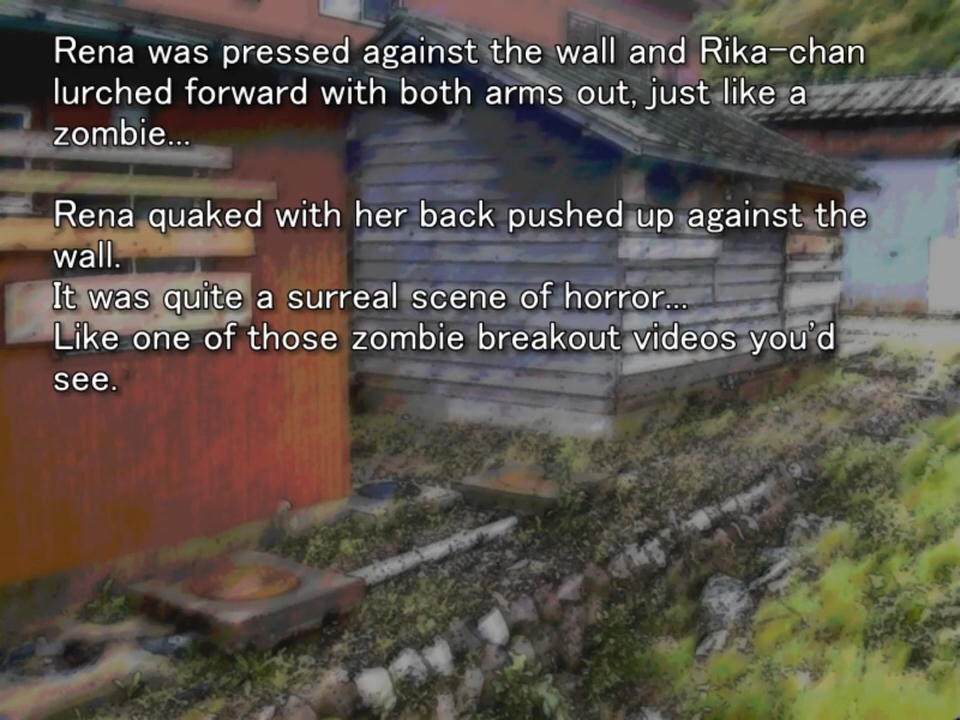 Rena was pressed against the wall and Rika-chan
lurched forward with both arms out, just like a
zombie...
Rena quaked with her back pushed up against the
wall.
It was quite a surreal scene of horror...
Like one of those zombie breakout videos you'd
see.